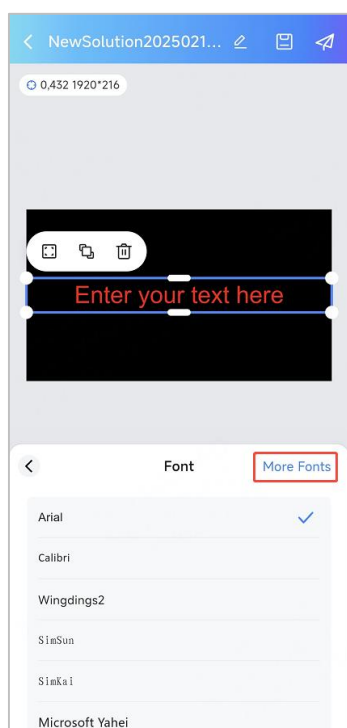 NewSolution2025021...
0,432 1920*216
Enter your text here
Font
More Fonts
Arial
Calibri
Wingdings2
SimSun
SimKai
Microsoft Yahei